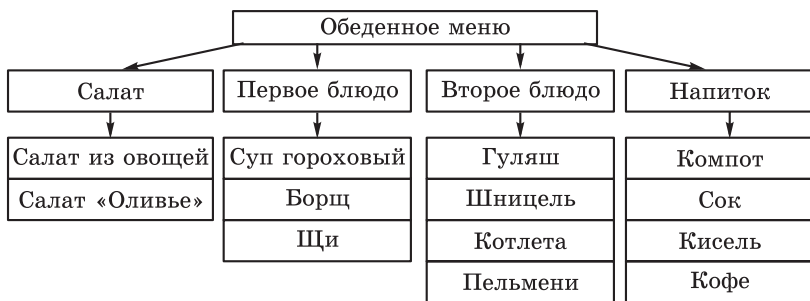 Обеденное меню
Салат
Первое блюдо
Второе блюдо
Напиток
Салат из овощей
Салат «Оливье»
Суп гороховый
Борщ
Щи
Гуляш
Шницель
Котлета
Пельмени
Компот
Сок
Кисель
Кофе